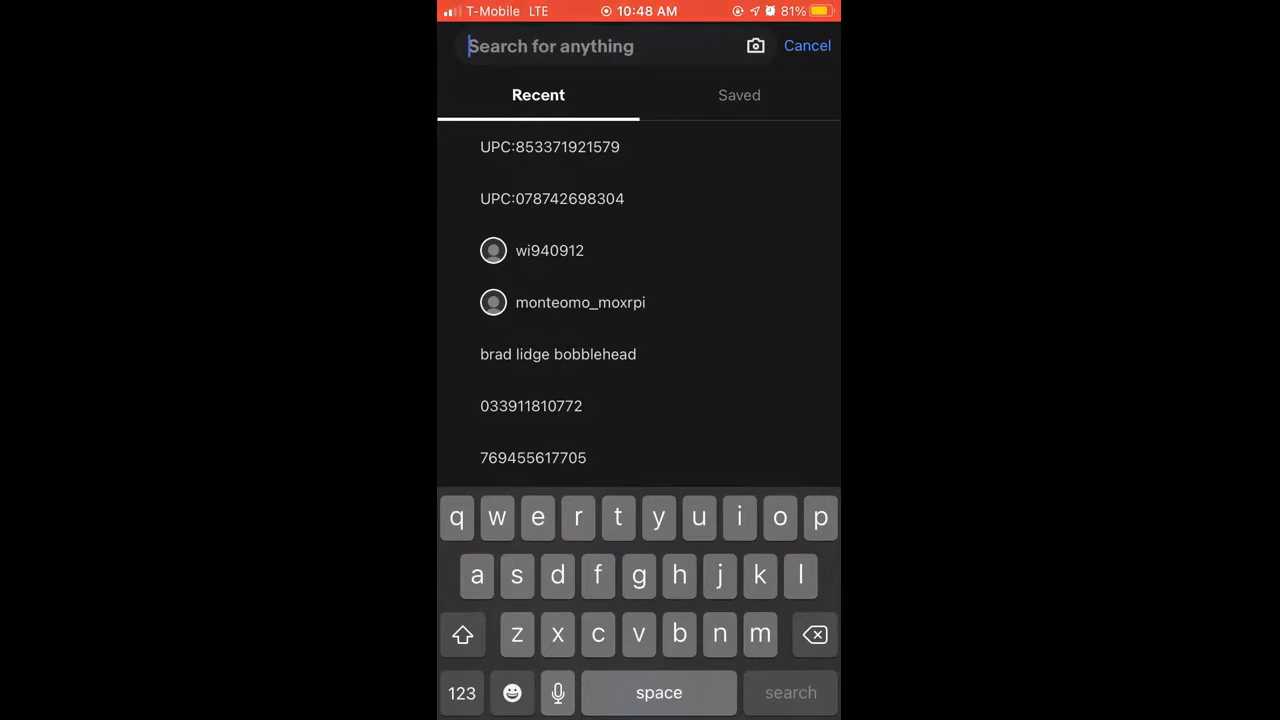 T-Mobile LTE 10:48 AM 81%
Search for anything Cancel
Recent Saved
UPC:853371921579
UPC:078742698304
wi940912
monteomo_moxrpi
brad lidge bobblehead
033911810772
769455617705
q w e r t y u i o p
a s d f g h j k l
z x c v b n m
123 space search